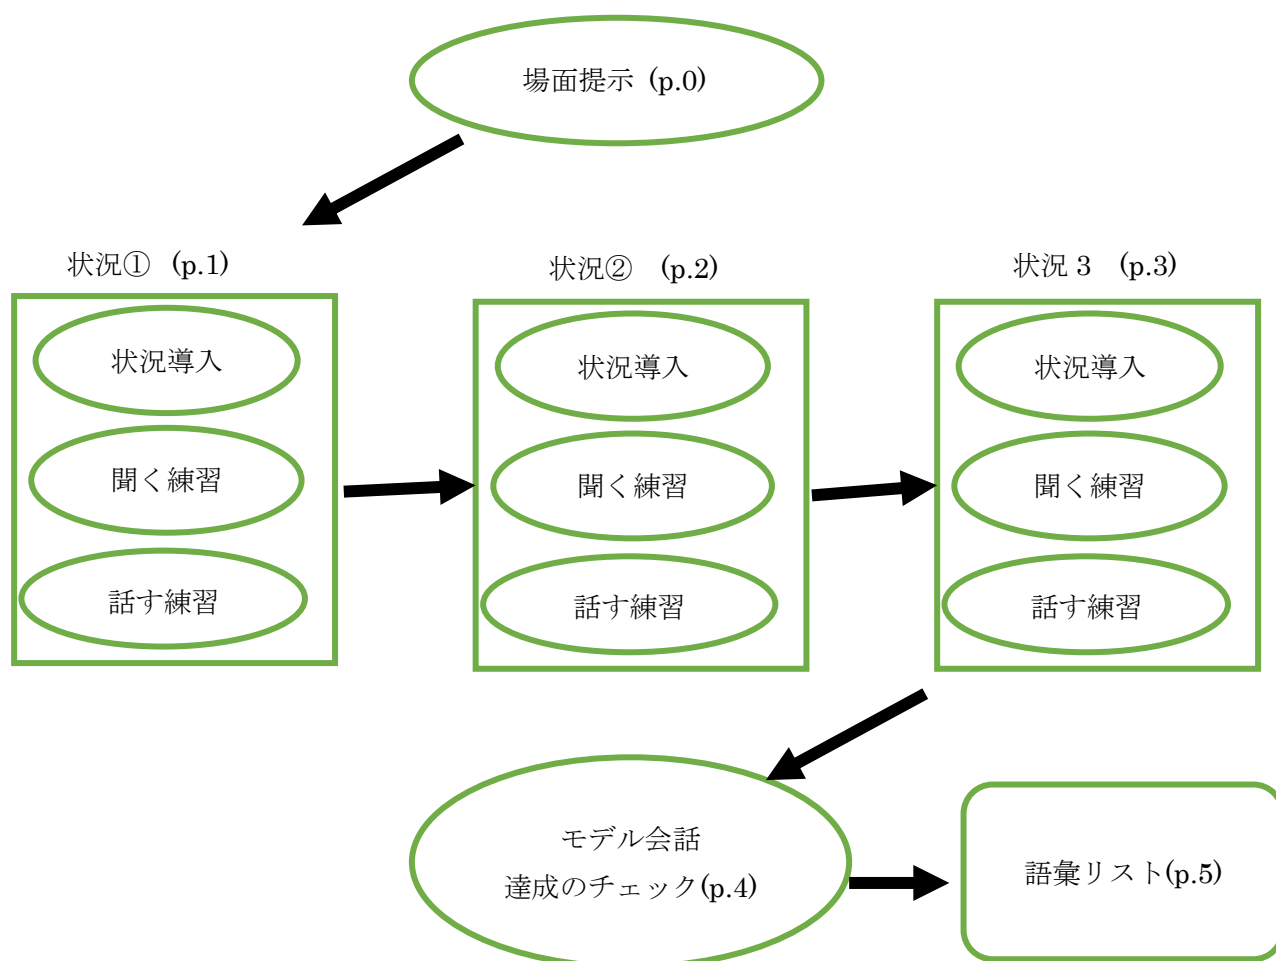 場面提示 (p.0)
状況① (p.1)
状況導入
聞く練習
話す練習
状況② (p.2)
状況導入
聞く練習
話す練習
状況３ (p.3)
状況導入
聞く練習
話す練習
モデル会話
達成のチェック(p.4)
語彙リスト(p.5)